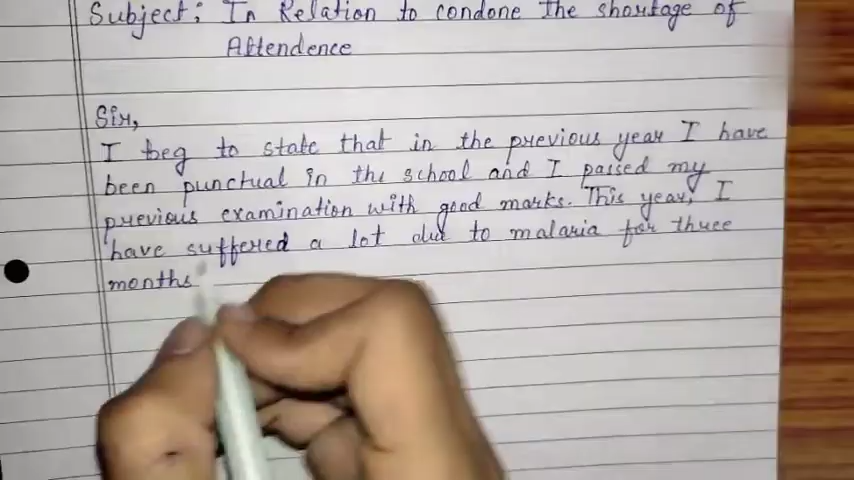 Subject: In Relation to condone the shortage of
Attendence
Sir,
I beg to state that in the previous year I have
been punctual in the school and I passed my
previous examination with good marks. This year, I
have suffered a lot due to malaria for three
months